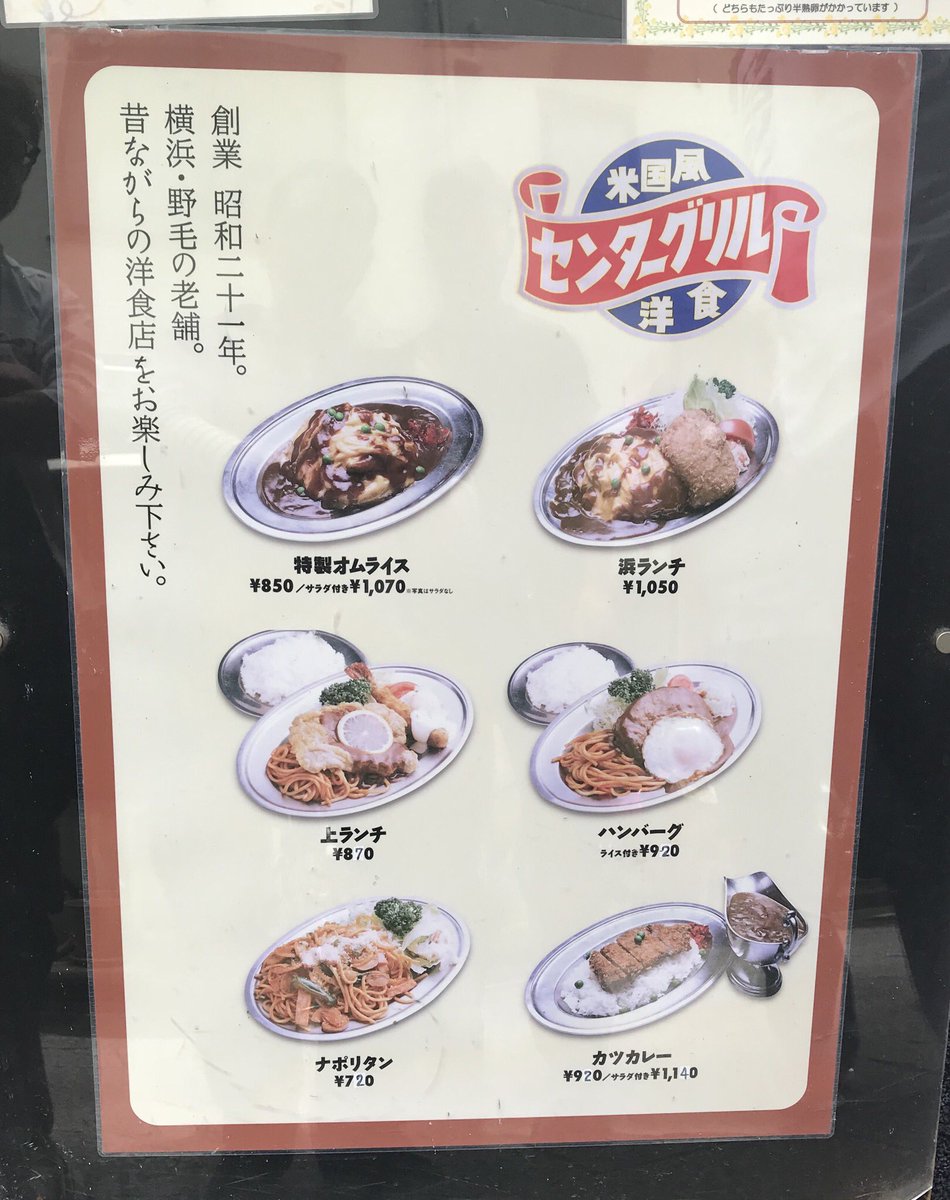 （どちらもたっぷり半熟卵がかかっています）
創業 昭和二十一年。
横浜・野毛の老舗。
昔ながらの洋食店をお楽しみ下さい。
米国風
センターグリル
洋食
特製オムライス
¥850／サラダ付き¥1,070 ※写真はサラダなし
浜ランチ
¥1,050
上ランチ
¥870
ハンバーグ
ライス付き¥920
ナポリタン
¥720
カツカレー
¥920／サラダ付き¥1,140